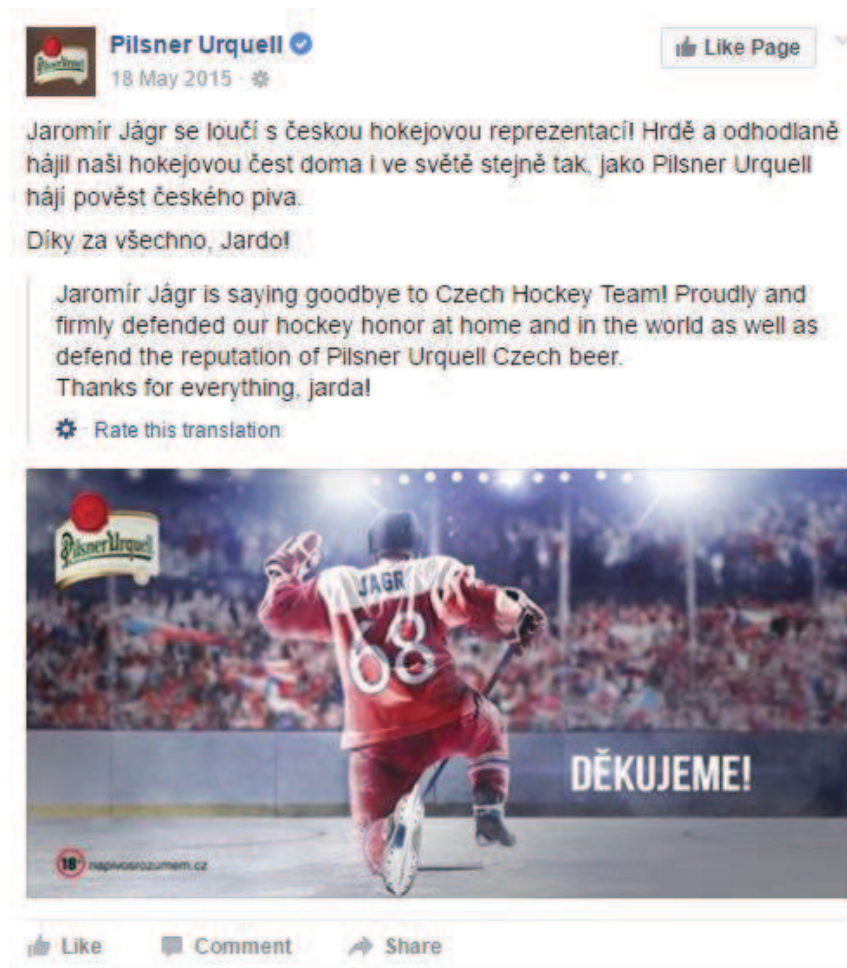 Pilsner Urquell
Like Page
18 May 2015
Jaromír Jágr se loučí s českou hokejovou reprezentací! Hrdě a odhodlaně
hájil naši hokejovou čest doma i ve světě stejně tak, jako Pilsner Urquell
hájí pověst českého piva.
Díky za všechno, Jardo!
Jaromír Jágr is saying goodbye to Czech Hockey Team! Proudly and
firmly defended our hockey honor at home and in the world as well as
defend the reputation of Pilsner Urquell Czech beer.
Thanks for everything, jarda!
Rate this translation
Pilsner Urquell
JAGR
68
DĚKUJEME!
18+ napivosrozumem.cz
Like Comment Share